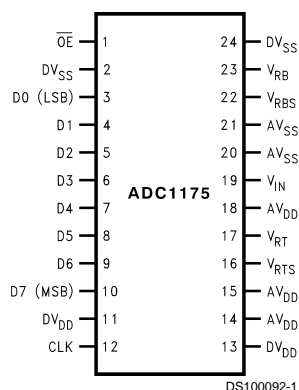 OE 1 24 DVSS
DVSS 2 23 VRB
D0 (LSB) 3 22 VRBS
D1 4 21 AVSS
D2 5 20 AVSS
D3 6 19 VIN
ADC1175
D4 7 18 AVDD
D5 8 17 VRT
D6 9 16 VRTS
D7 (MSB) 10 15 AVDD
DVDD 11 14 AVDD
CLK 12 13 DVDD
DS100092-1